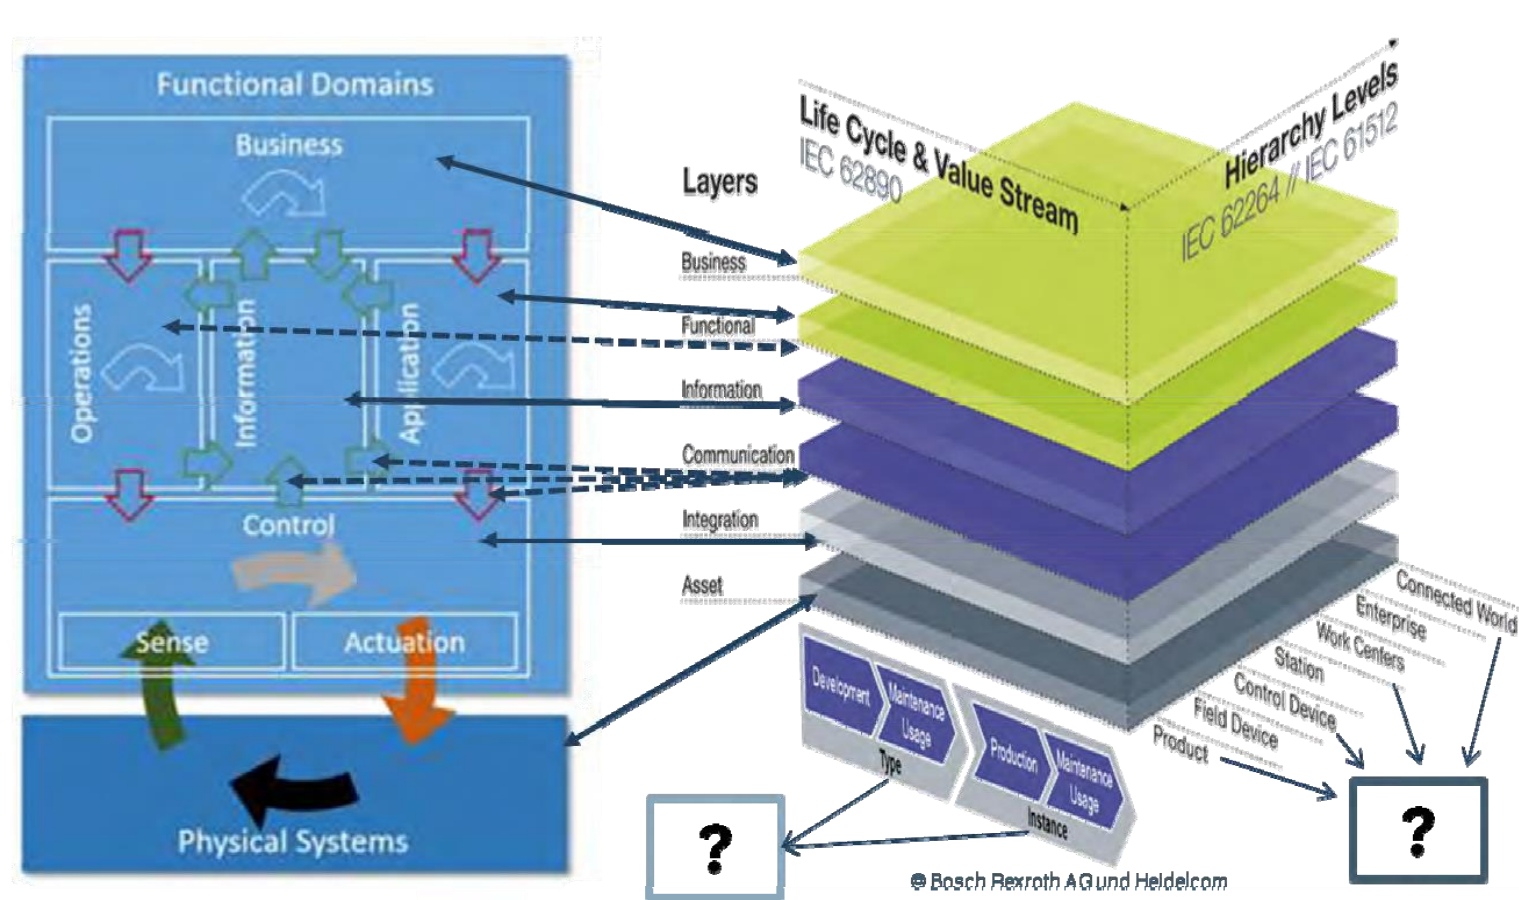 Functional Domains
Business
Operations
Information
Application
Control
Sense
Actuation
Physical Systems
Layers
Business
Functional
Information
Communication
Integration
Asset
Life Cycle & Value Stream
IEC 62890
Hierarchy Levels
IEC 62264 // IEC 61512
Connected World
Enterprise
Work Centers
Station
Control Device
Field Device
Product
Development
Maintenance
Usage
Type
Production
Maintenance
Usage
Instance
?
?
© Bosch Rexroth AG und Heidelcom